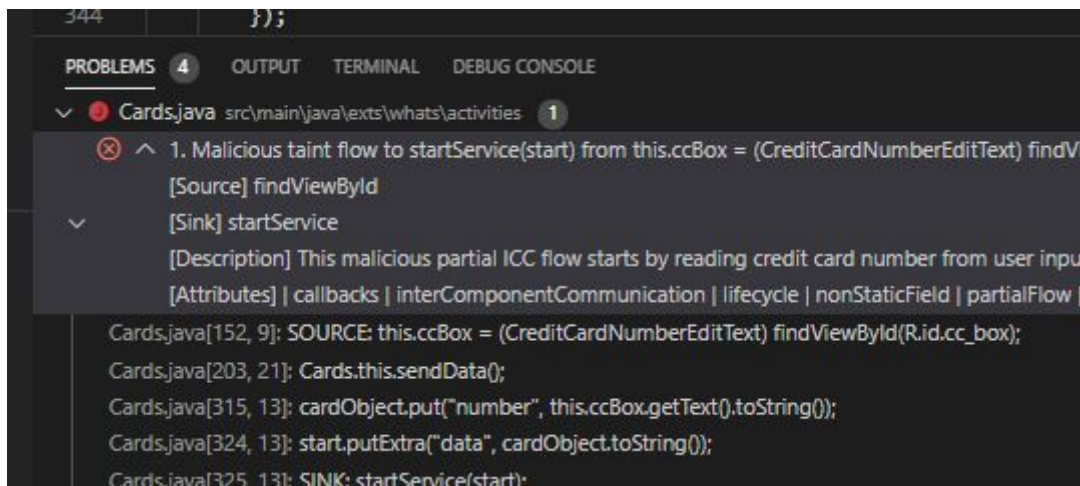 344 });
PROBLEMS 4 OUTPUT TERMINAL DEBUG CONSOLE
Cards.java src\main\java\exts\whats\activities 1
1. Malicious taint flow to startService(start) from this.ccBox = (CreditCardNumberEditText) findVi
[Source] findViewById
[Sink] startService
[Description] This malicious partial ICC flow starts by reading credit card number from user inpu
[Attributes] | callbacks | interComponentCommunication | lifecycle | nonStaticField | partialFlow |
Cards.java[152, 9]: SOURCE: this.ccBox = (CreditCardNumberEditText) findViewById(R.id.cc_box);
Cards.java[203, 21]: Cards.this.sendData();
Cards.java[315, 13]: cardObject.put("number", this.ccBox.getText().toString());
Cards.java[324, 13]: start.putExtra("data", cardObject.toString());
Cards.java[325, 13]: SINK: startService(start);